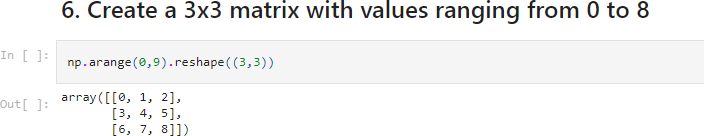 6. Create a 3x3 matrix with values ranging from 0 to 8
In [ ]: np.arange(0,9).reshape((3,3))
Out[ ]: array([[0, 1, 2],
[3, 4, 5],
[6, 7, 8]])